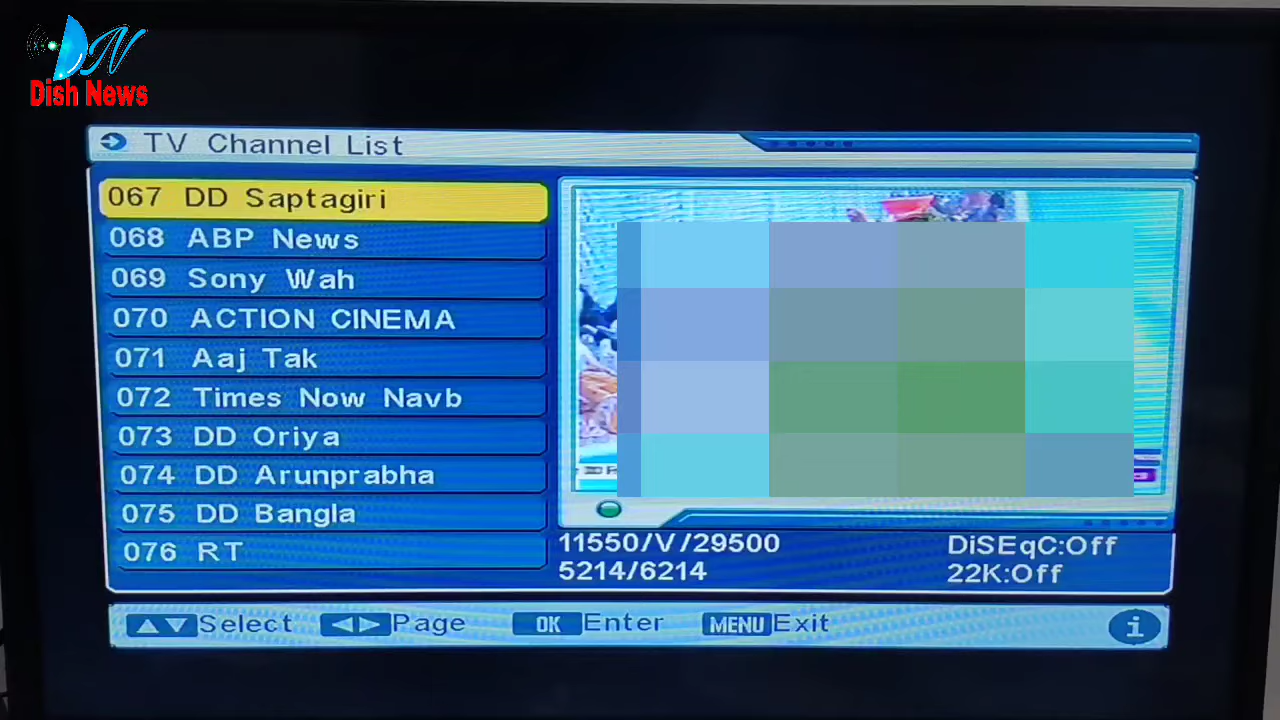 Dish News
TV Channel List
067 DD Saptagiri
068 ABP News
069 Sony Wah
070 ACTION CINEMA
071 Aaj Tak
072 Times Now Navb
073 DD Oriya
074 DD Arunprabha
075 DD Bangla
076 RT
11550/V/29500
DiSEqC:Off
5214/6214
22K:Off
Select Page OK Enter MENU Exit i